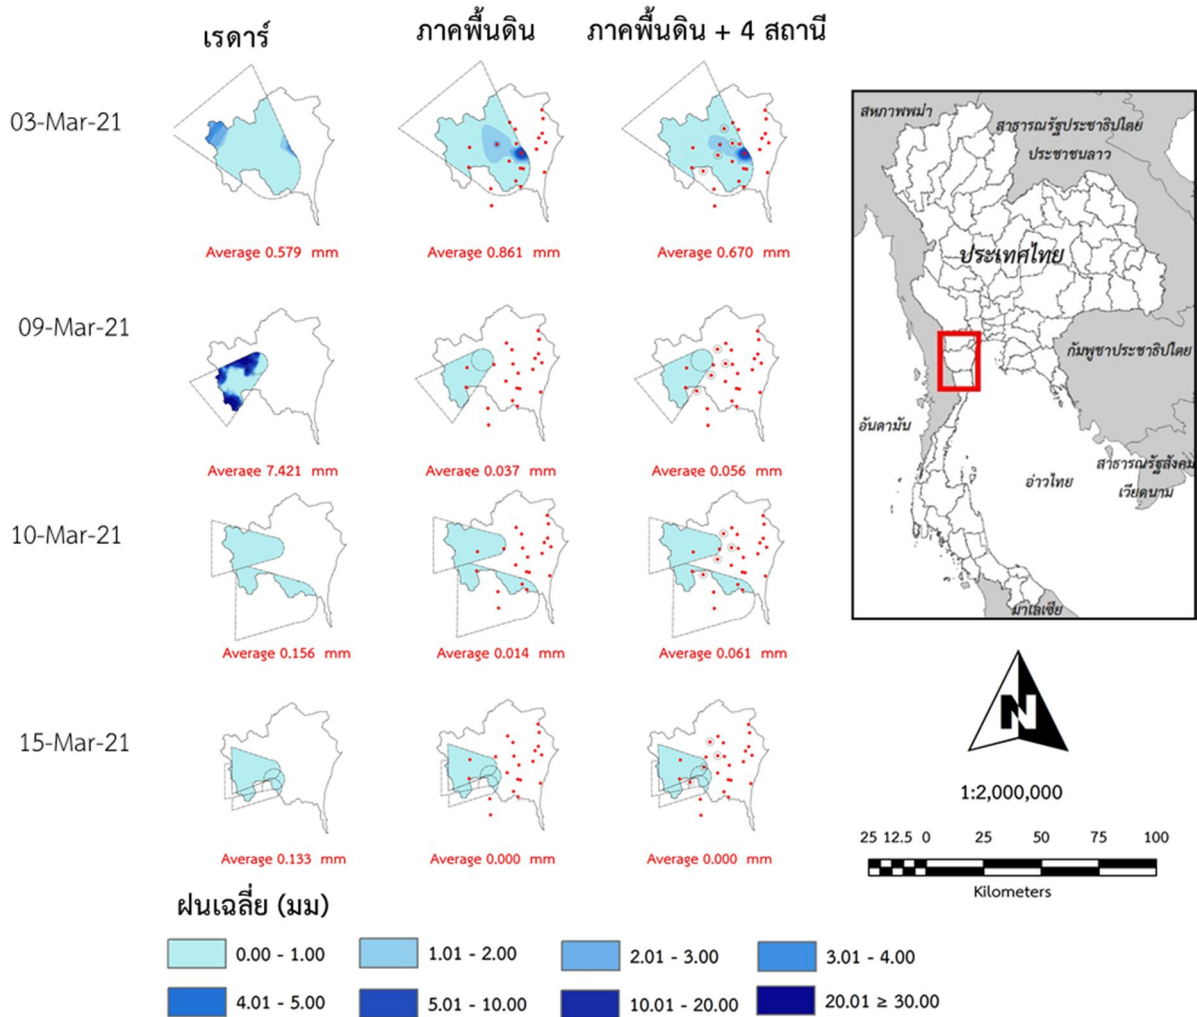 เรดาร์
ภาคพื้นดิน
ภาคพื้นดิน + 4 สถานี
03-Mar-21
Average 0.579 mm
Average 0.861 mm
Average 0.670 mm
09-Mar-21
Average 7.421 mm
Average 0.037 mm
Average 0.056 mm
10-Mar-21
Average 0.156 mm
Average 0.014 mm
Average 0.061 mm
15-Mar-21
Average 0.133 mm
Average 0.000 mm
Average 0.000 mm
สหภาพพม่า
สาธารณรัฐประชาธิปไตย
ประชาชนลาว
ประเทศไทย
กัมพูชาประชาธิปไตย
อันดามัน
อ่าวไทย
สาธารณรัฐสังคม
เวียดนาม
มาเลเซีย
N
1:2,000,000
25 12.5 0 25 50 75 100
Kilometers
ฝนเฉลี่ย (มม)
0.00 - 1.00
1.01 - 2.00
2.01 - 3.00
3.01 - 4.00
4.01 - 5.00
5.01 - 10.00
10.01 - 20.00
20.01 ≥ 30.00